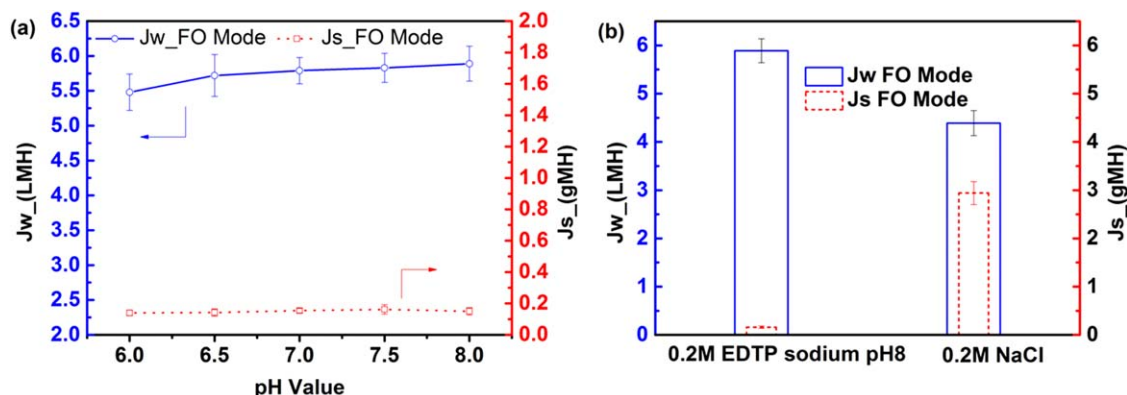 (a)
Jw_FO Mode
Js_FO Mode
6.5
6.0
5.5
5.0
4.5
4.0
3.5
3.0
2.5
2.0
Jw_(LMH)
2.0
1.8
1.6
1.4
1.2
1.0
0.8
0.6
0.4
0.2
0.0
Js_(gMH)
6.0 6.5 7.0 7.5 8.0
pH Value
(b)
Jw FO Mode
Js FO Mode
6
5
4
3
2
1
0
Jw_(LMH)
6
5
4
3
2
1
0
Js_(gMH)
0.2M EDTP sodium pH8 0.2M NaCl